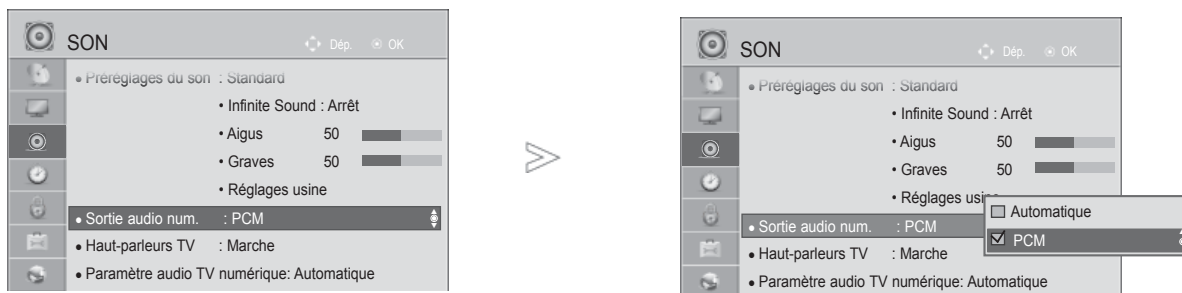 SON
Dép. OK
• Préréglages du son : Standard
• Infinite Sound : Arrêt
• Aigus 50
• Graves 50
• Réglages usine
• Sortie audio num. : PCM
• Haut-parleurs TV : Marche
• Paramètre audio TV numérique: Automatique
SON
Dép. OK
• Préréglages du son : Standard
• Infinite Sound : Arrêt
• Aigus 50
• Graves 50
• Réglages usine
• Sortie audio num. : PCM
• Haut-parleurs TV : Marche
• Paramètre audio TV numérique: Automatique
Automatique
PCM